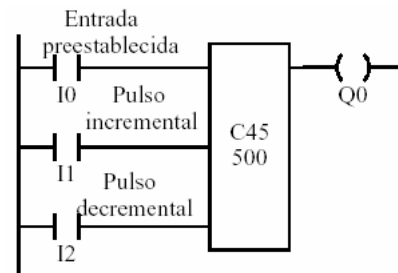 Entrada
preestablecida
I0
Pulso
incremental
I1
Pulso
decremental
I2
C45
500
Q0